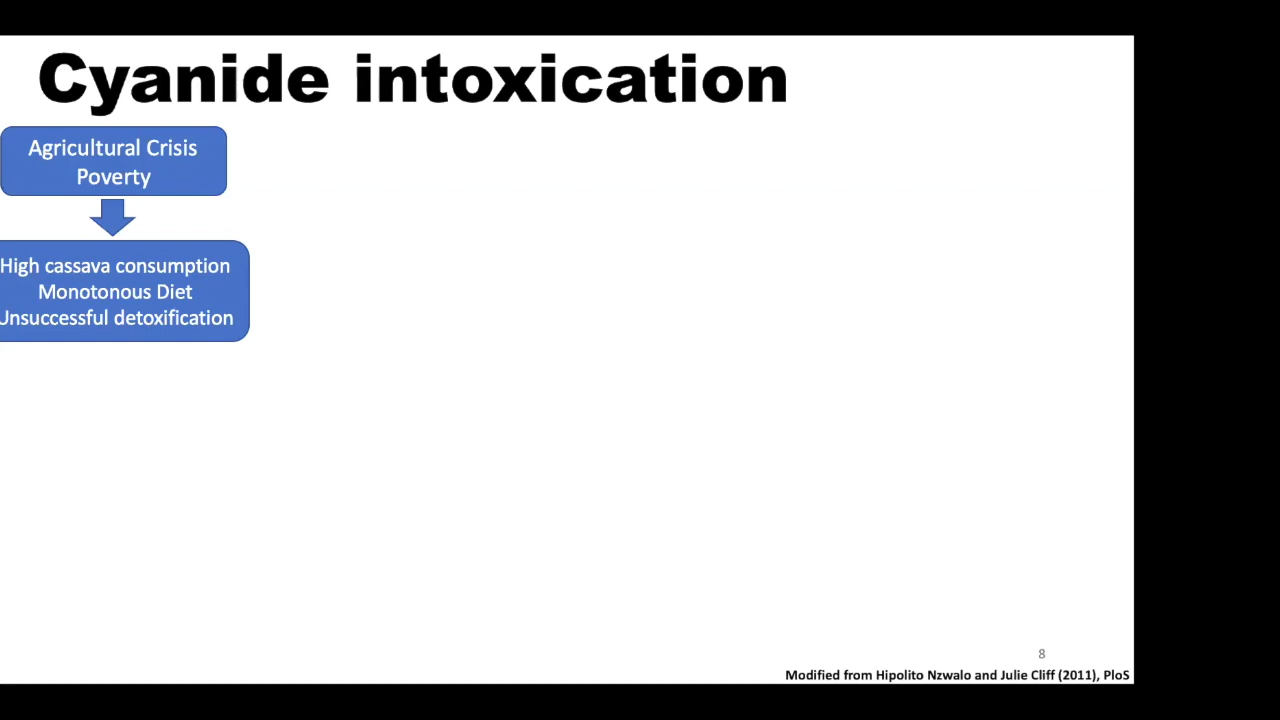 Cyanide intoxication
Agricultural Crisis
Poverty
High cassava consumption
Monotonous Diet
Unsuccessful detoxification
8
Modified from Hipolito Nzwalo and Julie Cliff (2011), PloS